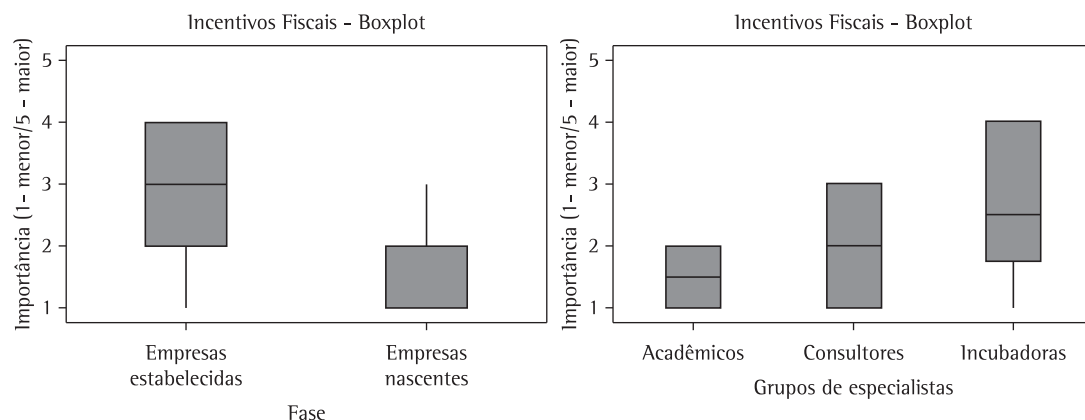 Incentivos Fiscais - Boxplot
Importância (1- menor/5 - maior)
5
4
3
2
1
Empresas
estabelecidas
Empresas
nascentes
Fase
Incentivos Fiscais - Boxplot
Importância (1- menor/5 - maior)
5
4
3
2
1
Acadêmicos
Consultores
Incubadoras
Grupos de especialistas